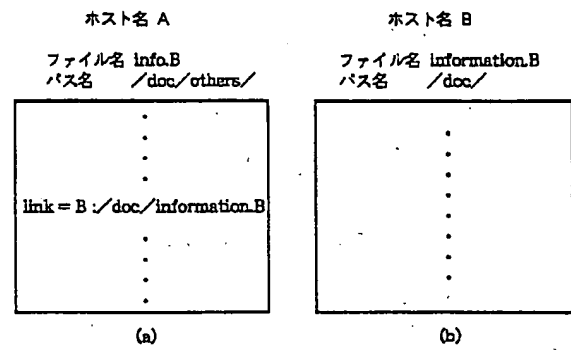 ホスト名 A
ファイル名 info.B
パス名 /doc/others/
link = B :/doc/information.B
(a)
ホスト名 B
ファイル名 information.B
パス名 /doc/
(b)